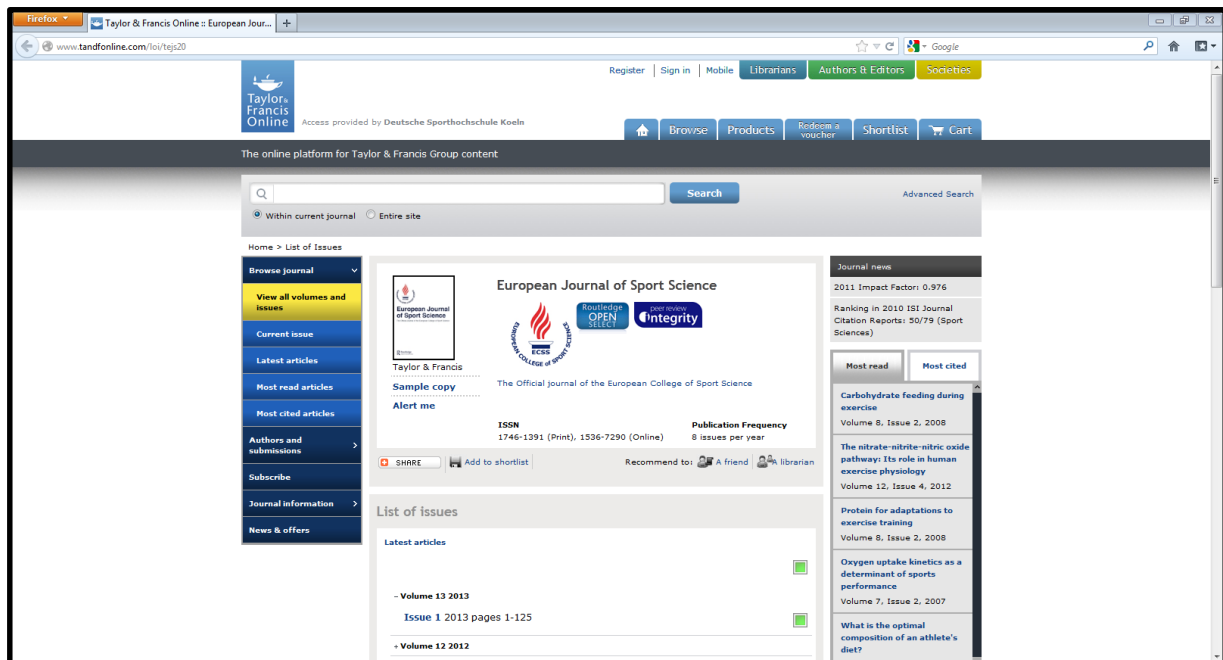 Firefox
Taylor & Francis Online :: European Jour...
www.tandfonline.com/loi/tejs20
Google
Register | Sign in | Mobile
Librarians
Authors & Editors
Societies
Taylor &
Francis
Online
Access provided by Deutsche Sporthochschule Koeln
Browse
Products
Redeem a
voucher
Shortlist
Cart
The online platform for Taylor & Francis Group content
Search
Advanced Search
Within current journal
Entire site
Home > List of Issues
Browse journal
View all volumes and
issues
Current issue
Latest articles
Most read articles
Most cited articles
Authors and
submissions
Subscribe
Journal information
News & offers
European Journal
of Sport Science
Taylor & Francis
Sample copy
Alert me
European Journal of Sport Science
EUROPEAN COLLEGE OF SPORT SCIENCE
ECSS
Routledge
OPEN
SELECT
peer review
integrity
The Official journal of the European College of Sport Science
ISSN
1746-1391 (Print), 1536-7290 (Online)
Publication Frequency
8 issues per year
SHARE
Add to shortlist
Recommend to:
A friend
A librarian
List of issues
Latest articles
– Volume 13 2013
Issue 1 2013 pages 1-125
+ Volume 12 2012
Journal news
2011 Impact Factor: 0.976
Ranking in 2010 ISI Journal
Citation Reports: 50/79 (Sport
Sciences)
Most read
Most cited
Carbohydrate feeding during
exercise
Volume 8, Issue 2, 2008
The nitrate-nitrite-nitric oxide
pathway: Its role in human
exercise physiology
Volume 12, Issue 4, 2012
Protein for adaptations to
exercise training
Volume 8, Issue 2, 2008
Oxygen uptake kinetics as a
determinant of sports
performance
Volume 7, Issue 2, 2007
What is the optimal
composition of an athlete's
diet?